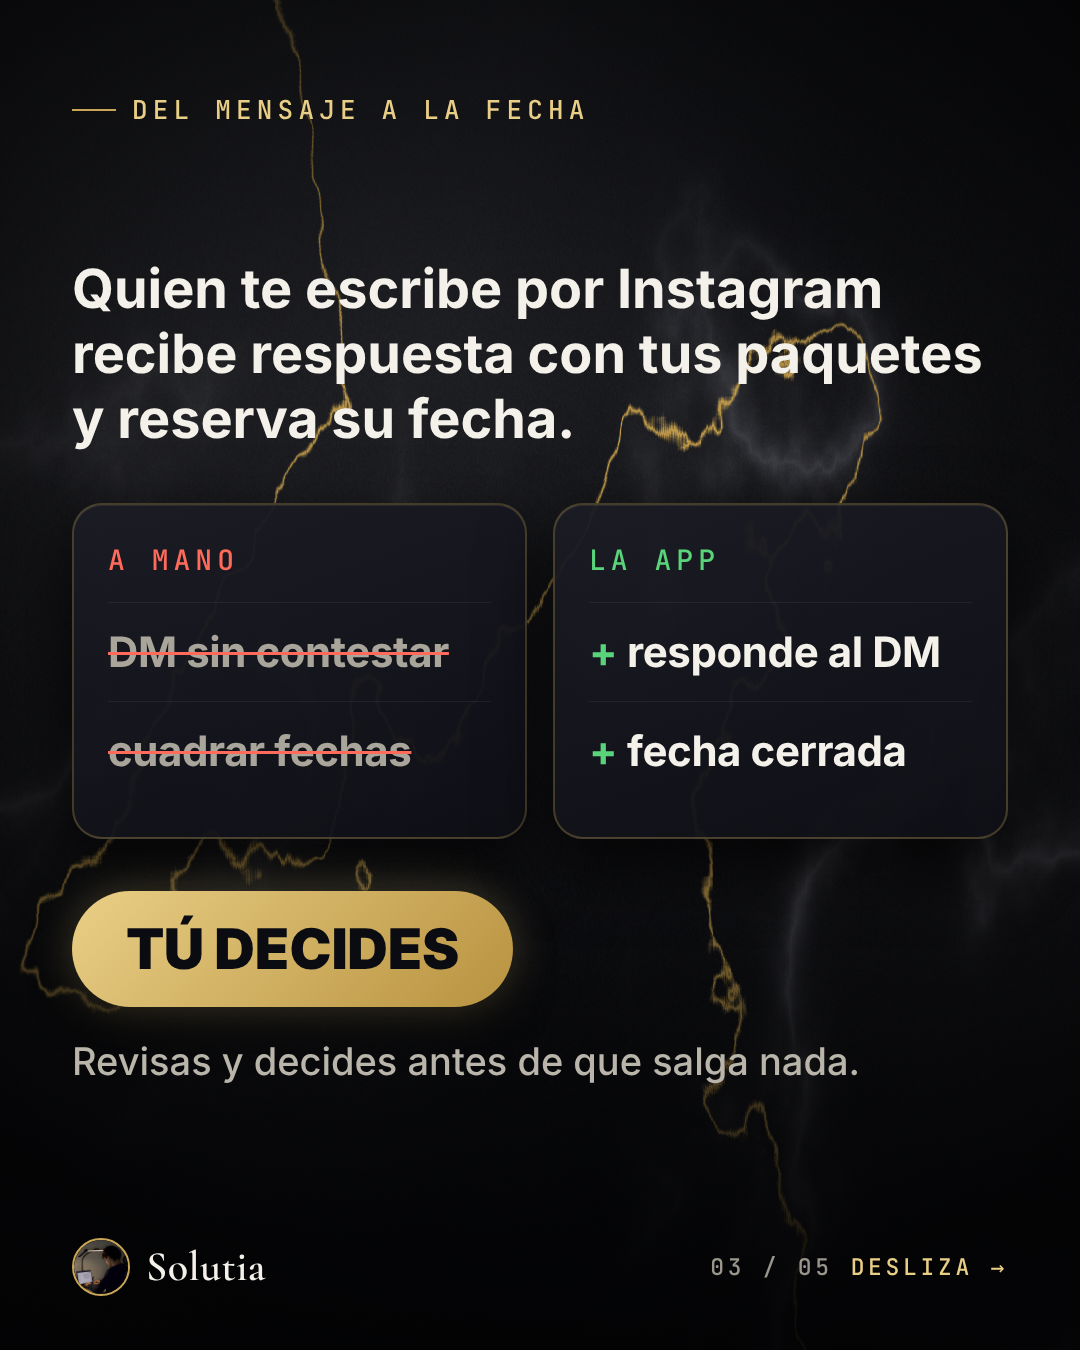 DEL MENSAJE A LA FECHA
Quien te escribe por Instagram
recibe respuesta con tus paquetes
y reserva su fecha.
A MANO
DM sin contestar
cuadrar fechas
LA APP
+ responde al DM
+ fecha cerrada
TÚ DECIDES
Revisas y decides antes de que salga nada.
Solutia
03 / 05 DESLIZA →